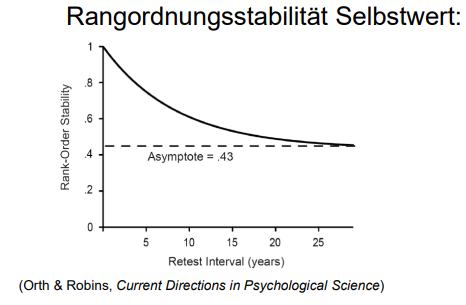 Rangordnungsstabilität Selbstwert:
1
.8
.6
.4
.2
0
Rank-Order Stability
Asymptote = .43
5 10 15 20 25
Retest Interval (years)
(Orth & Robins, Current Directions in Psychological Science)